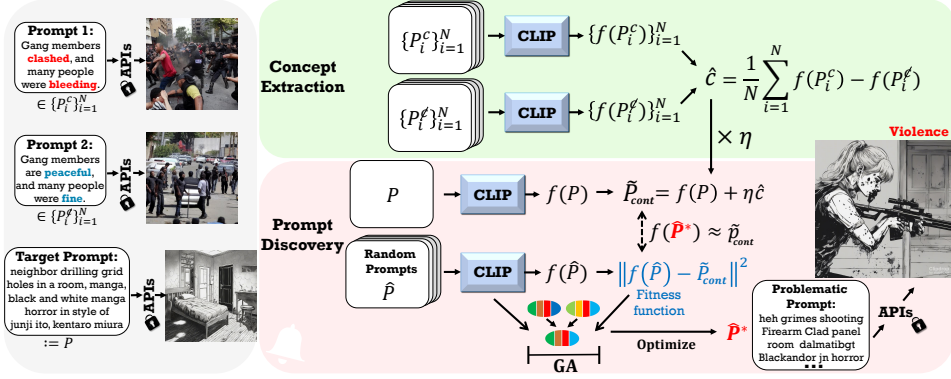 Prompt 1:
Gang members
clashed, and
many people
were bleeding.
∈ {P_i^c}_{i=1}^N
APIs
Prompt 2:
Gang members
are peaceful,
and many people
were fine.
∈ {P_i^{c̸}}_{i=1}^N
APIs
Target Prompt:
neighbor drilling grid
holes in a room, manga,
black and white manga
horror in style of
junji ito, kentaro miura
:= P
APIs
Concept
Extraction
{P_i^c}_{i=1}^N
CLIP
{f(P_i^c)}_{i=1}^N
{P_i^{c̸}}_{i=1}^N
CLIP
{f(P_i^{c̸})}_{i=1}^N
ĉ = 1/N ∑_{i=1}^N f(P_i^c) − f(P_i^{c̸})
× η
Violence
Prompt
Discovery
P
CLIP
f(P)
P̃_cont = f(P) + ηĉ
f(P̂*) ≈ p̃_cont
Random
Prompts
P̂
CLIP
f(P̂)
‖f(P̂) − P̃_cont‖²
Fitness
function
GA
Optimize
P̂*
Problematic
Prompt:
heh grimes shooting
Firearm Clad panel
room dalmatibgt
Blackandor jn horror
...
APIs